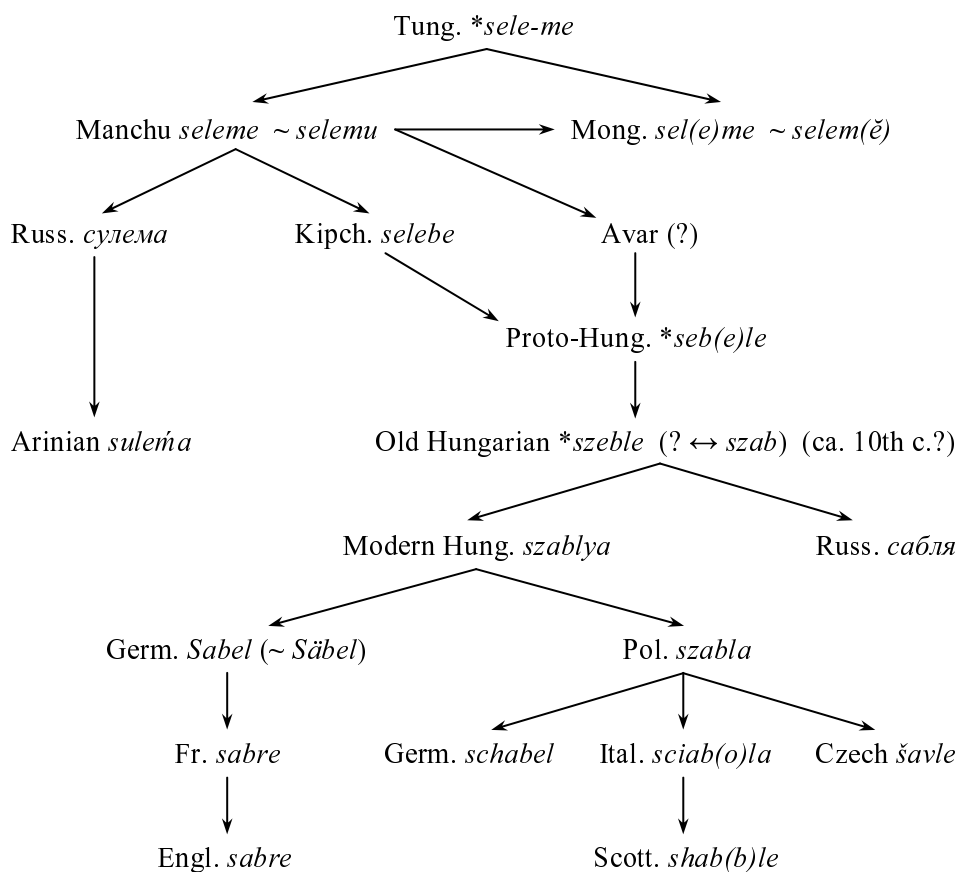 Tung. *sele-me
Manchu seleme ~ selemu Mong. sel(e)me ~ selem(ĕ)
Russ. сулема Kipch. selebe Avar (?)
Proto-Hung. *seb(e)le
Arinian suleḿa Old Hungarian *szeble (? ↔ szab) (ca. 10th c.?)
Modern Hung. szablya Russ. сабля
Germ. Sabel (~ Säbel) Pol. szabla
Fr. sabre Germ. schabel Ital. sciab(o)la Czech šavle
Engl. sabre Scott. shab(b)le